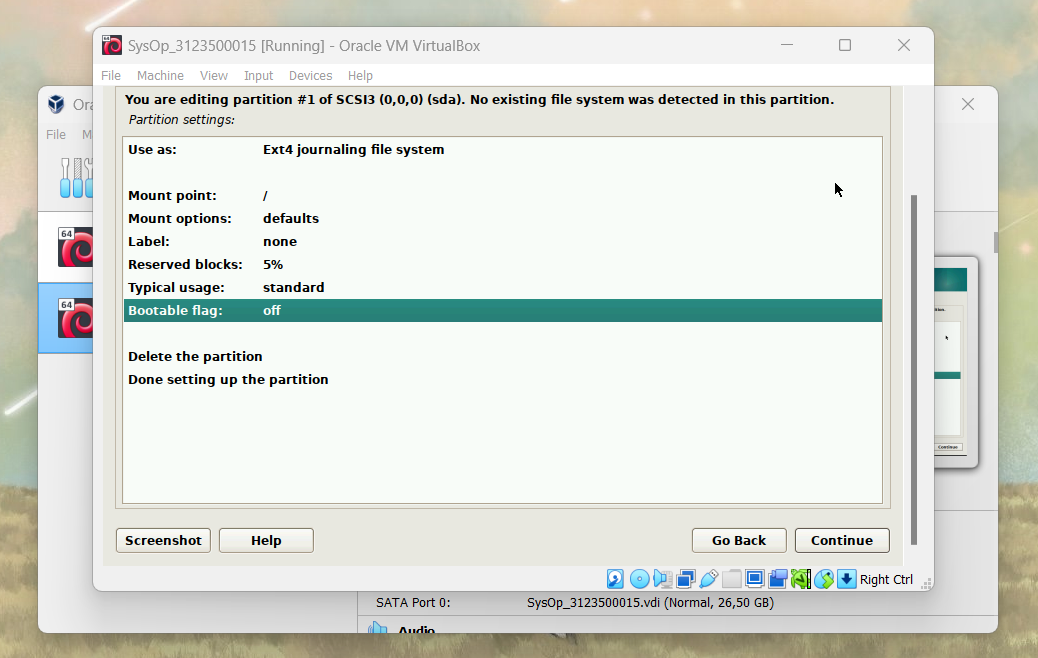 SysOp_3123500015 [Running] - Oracle VM VirtualBox
File Machine View Input Devices Help
Ora
File M
You are editing partition #1 of SCSI3 (0,0,0) (sda). No existing file system was detected in this partition.
Partition settings:
Use as: Ext4 journaling file system
Mount point: /
Mount options: defaults
Label: none
Reserved blocks: 5%
Typical usage: standard
Bootable flag: off
Delete the partition
Done setting up the partition
64
64
Continue
Screenshot Help Go Back Continue
Right Ctrl
SATA Port 0: SysOp_3123500015.vdi (Normal, 26,50 GB)
Audio